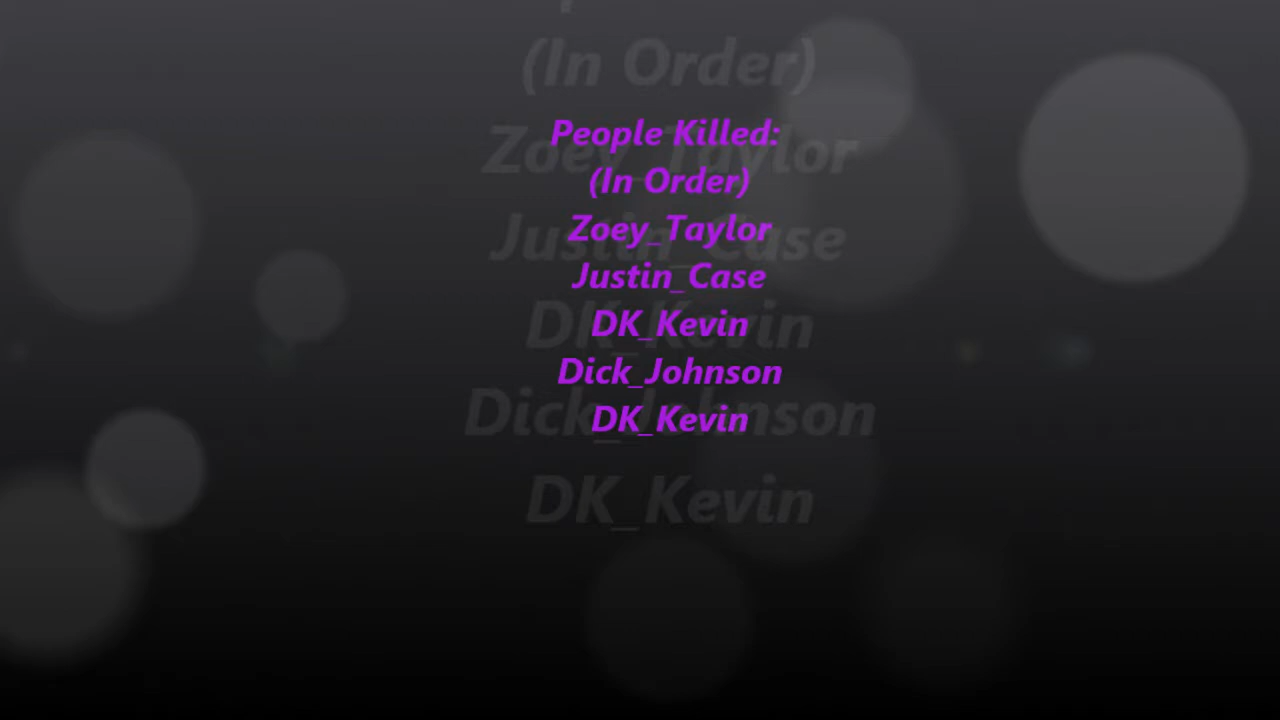 People Killed:
(In Order)
Zoey_Taylor
Justin_Case
DK_Kevin
Dick_Johnson
DK_Kevin